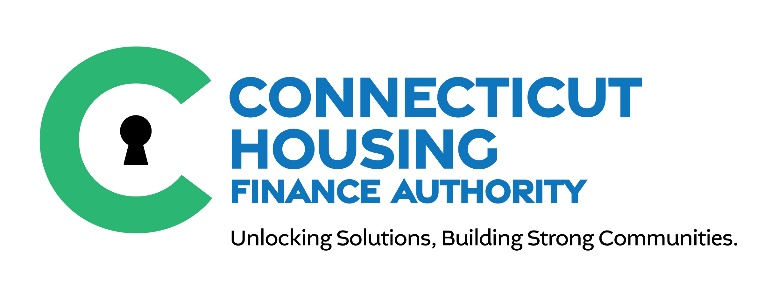 CONNECTICUT
HOUSING
FINANCE AUTHORITY
Unlocking Solutions, Building Strong Communities.